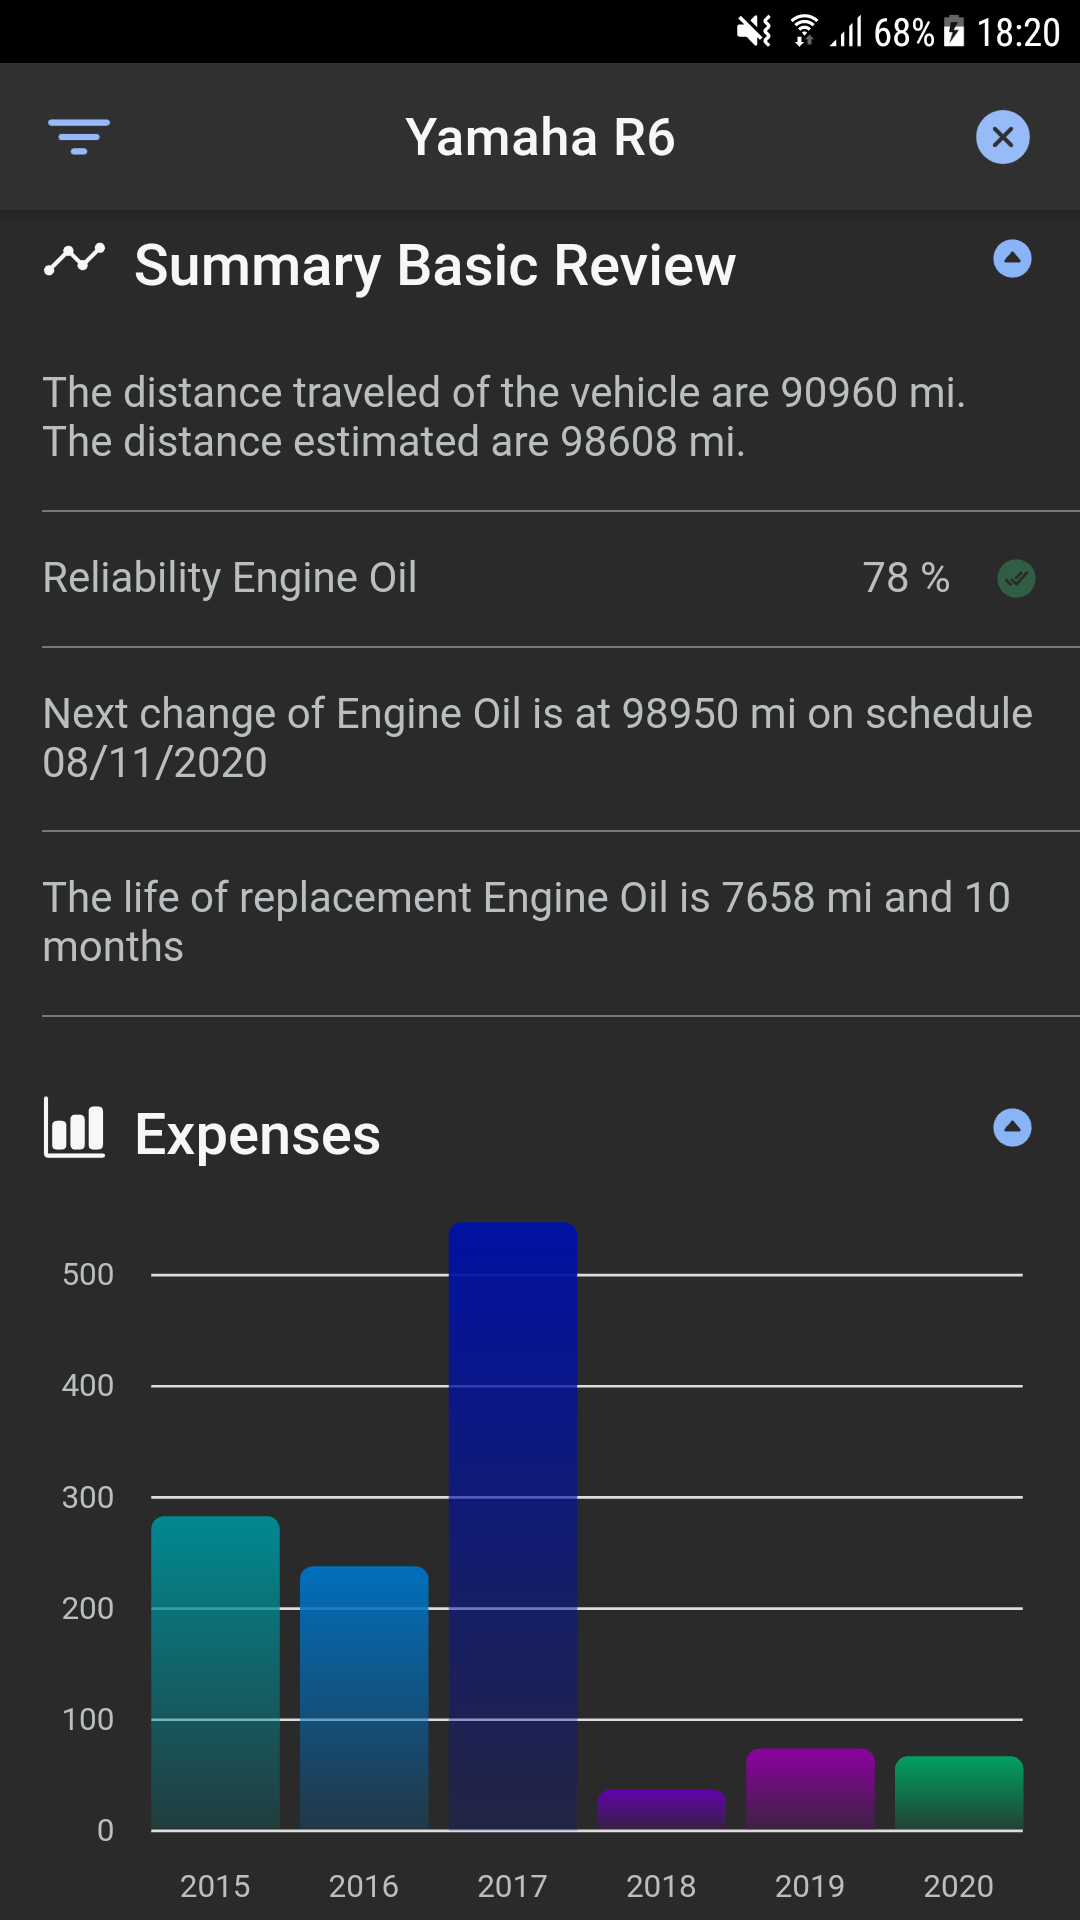 68% 18:20
Yamaha R6
Summary Basic Review
The distance traveled of the vehicle are 90960 mi.
The distance estimated are 98608 mi.
Reliability Engine Oil 78 %
Next change of Engine Oil is at 98950 mi on schedule
08/11/2020
The life of replacement Engine Oil is 7658 mi and 10
months
Expenses
500
400
300
200
100
0
2015 2016 2017 2018 2019 2020